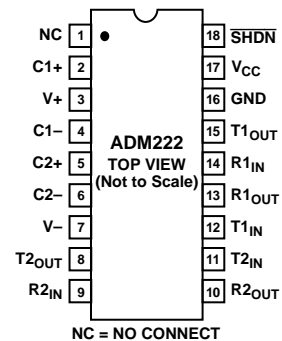 NC 1 18 SHDN
C1+ 2 17 VCC
V+ 3 16 GND
C1– 4 15 T1OUT
ADM222
C2+ 5 TOP VIEW 14 R1IN
(Not to Scale)
C2– 6 13 R1OUT
V– 7 12 T1IN
T2OUT 8 11 T2IN
R2IN 9 10 R2OUT
NC = NO CONNECT